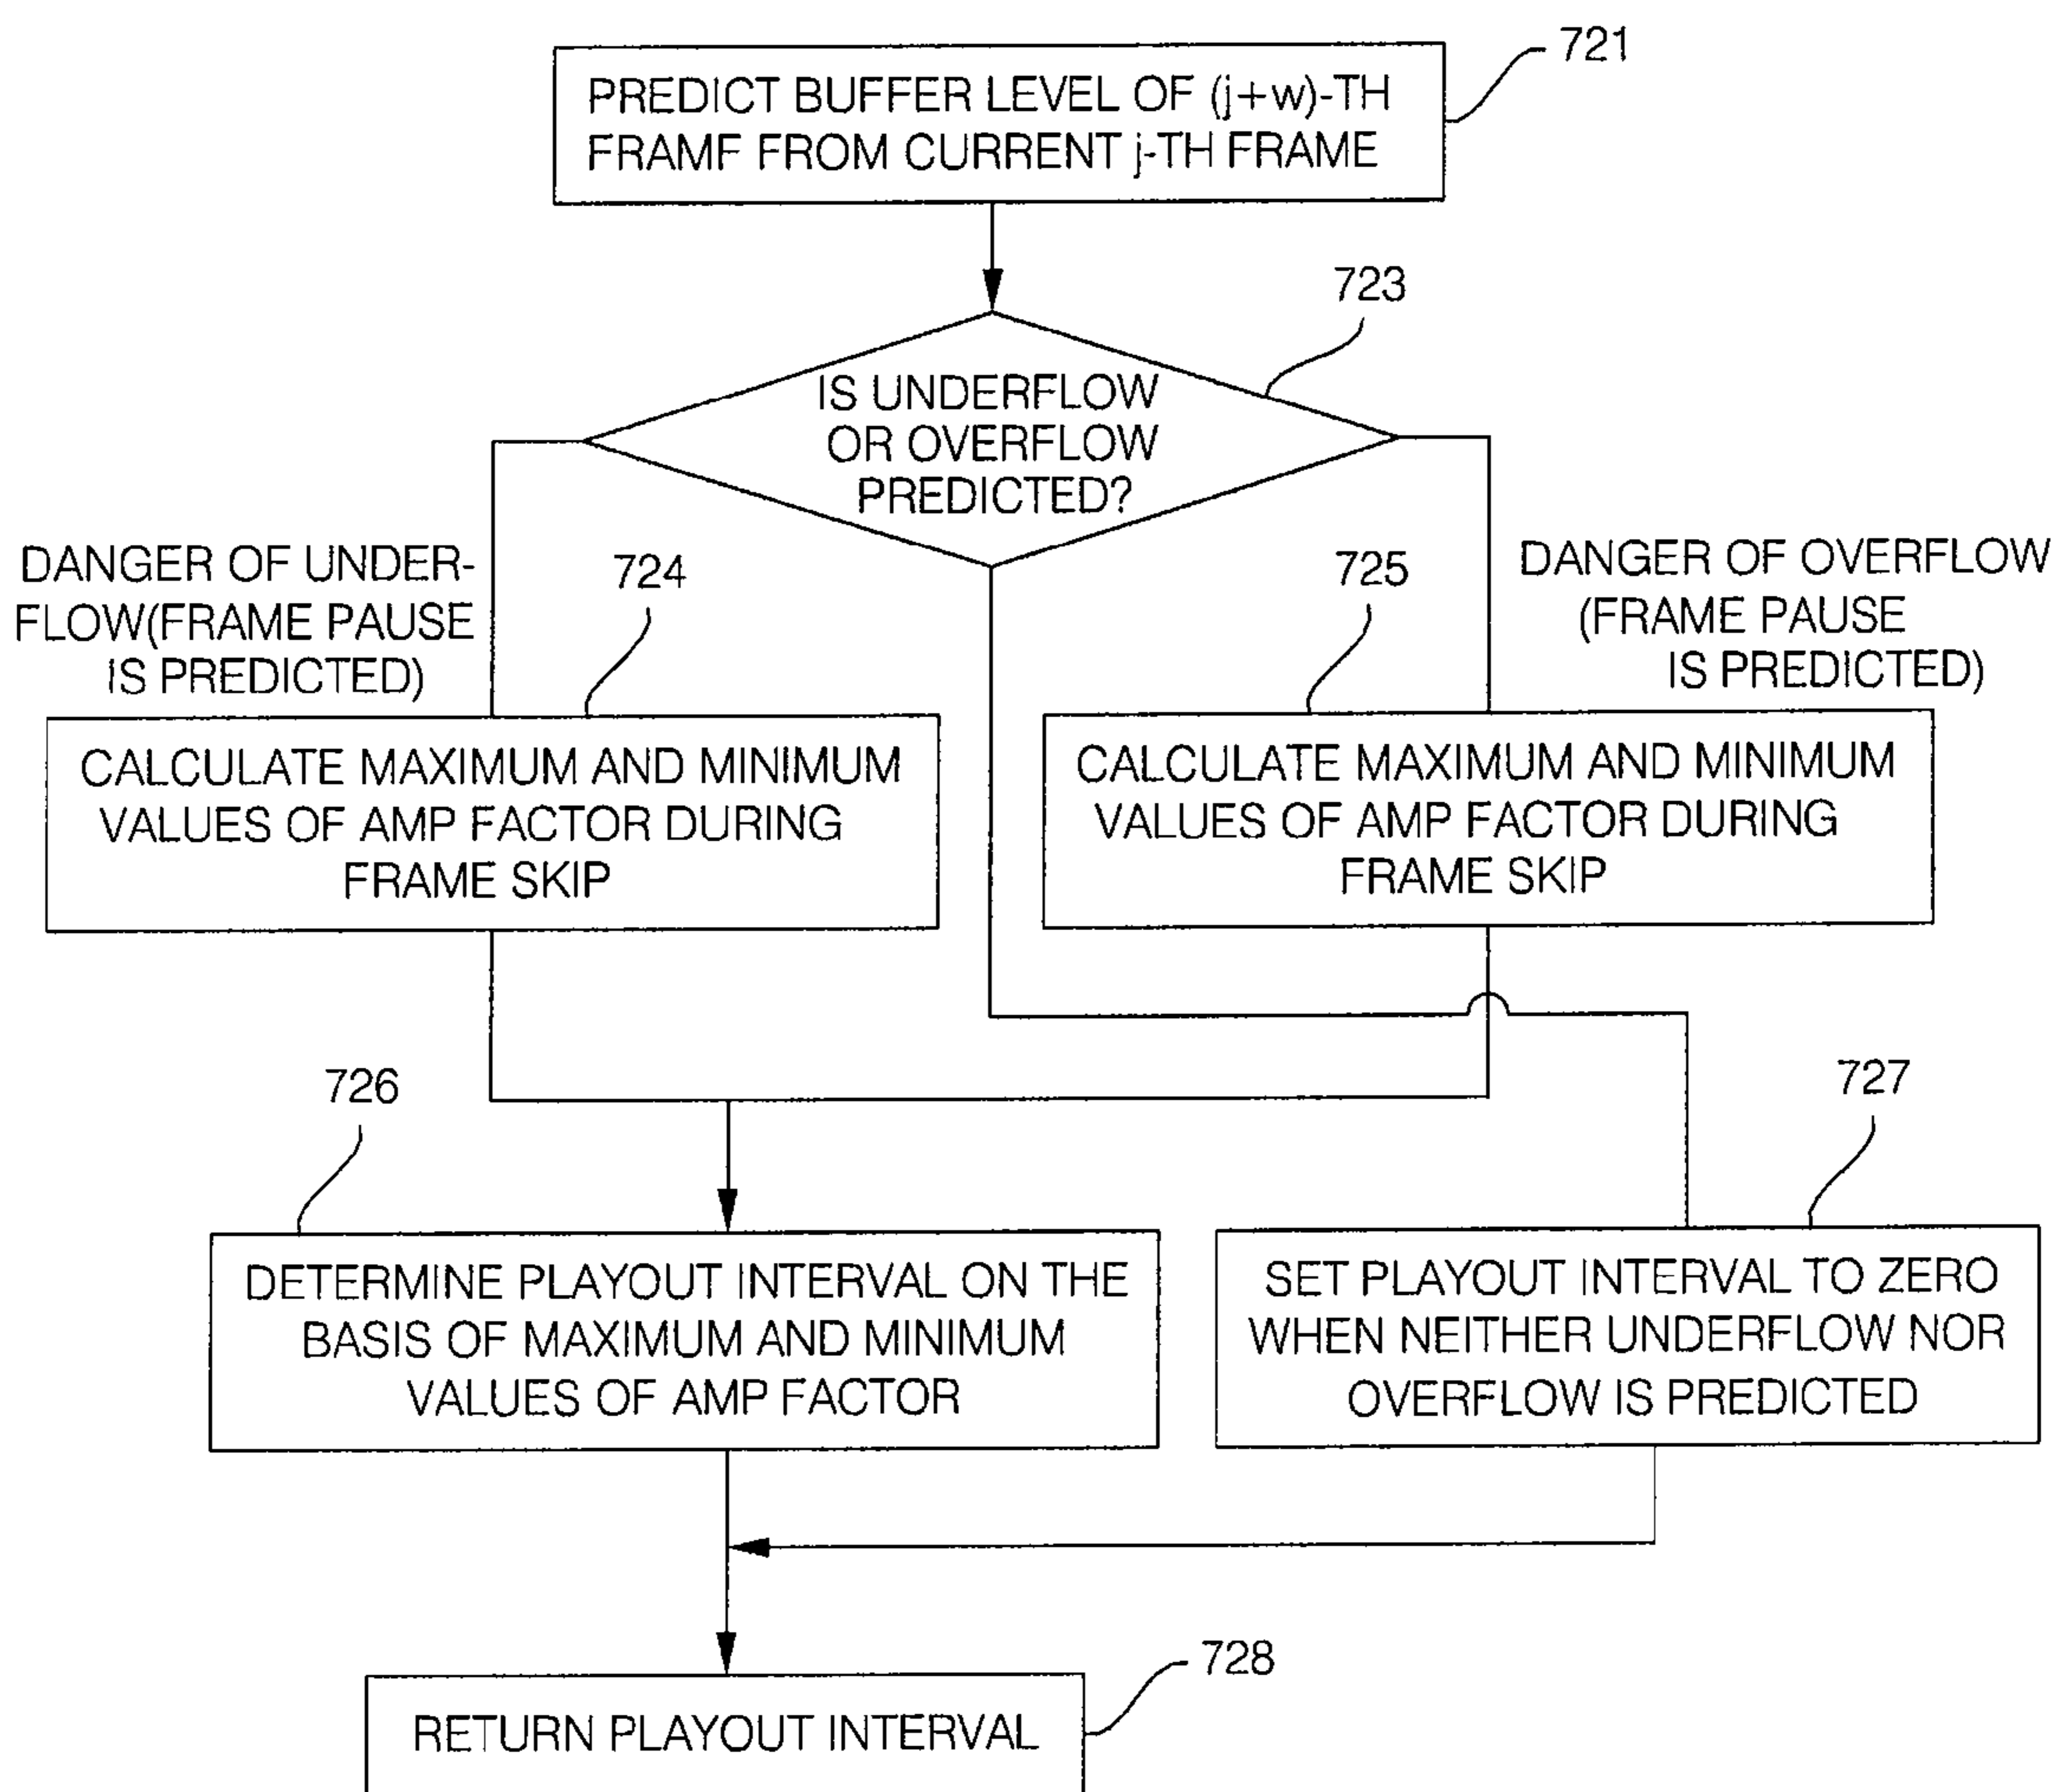 721
PREDICT BUFFER LEVEL OF (j+w)-TH
FRAMF FROM CURRENT j-TH FRAME
723
IS UNDERFLOW
OR OVERFLOW
PREDICTED?
DANGER OF UNDER-
FLOW(FRAME PAUSE
IS PREDICTED)
724
725
DANGER OF OVERFLOW
(FRAME PAUSE
IS PREDICTED)
CALCULATE MAXIMUM AND MINIMUM
VALUES OF AMP FACTOR DURING
FRAME SKIP
CALCULATE MAXIMUM AND MINIMUM
VALUES OF AMP FACTOR DURING
FRAME SKIP
726
727
DETERMINE PLAYOUT INTERVAL ON THE
BASIS OF MAXIMUM AND MINIMUM
VALUES OF AMP FACTOR
SET PLAYOUT INTERVAL TO ZERO
WHEN NEITHER UNDERFLOW NOR
OVERFLOW IS PREDICTED
728
RETURN PLAYOUT INTERVAL